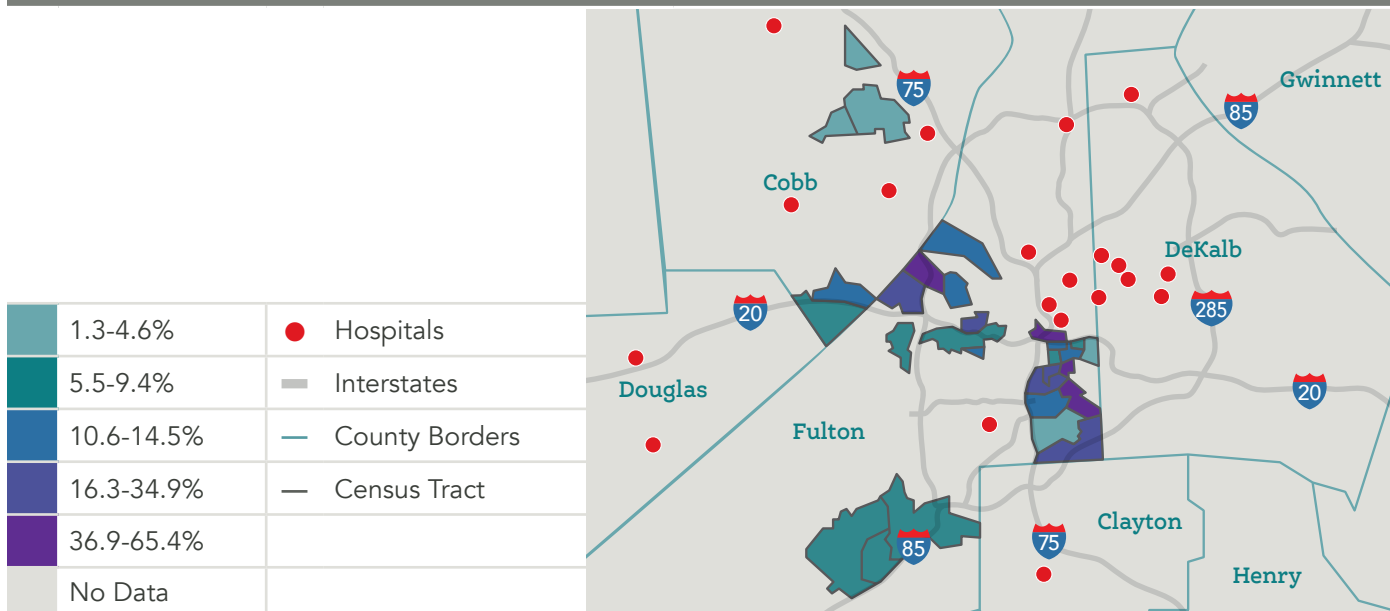 1.3-4.6%
Hospitals
5.5-9.4%
Interstates
10.6-14.5%
County Borders
16.3-34.9%
Census Tract
36.9-65.4%
No Data
75
Gwinnett
85
Cobb
DeKalb
20
285
Douglas
20
Fulton
Clayton
85
75
Henry